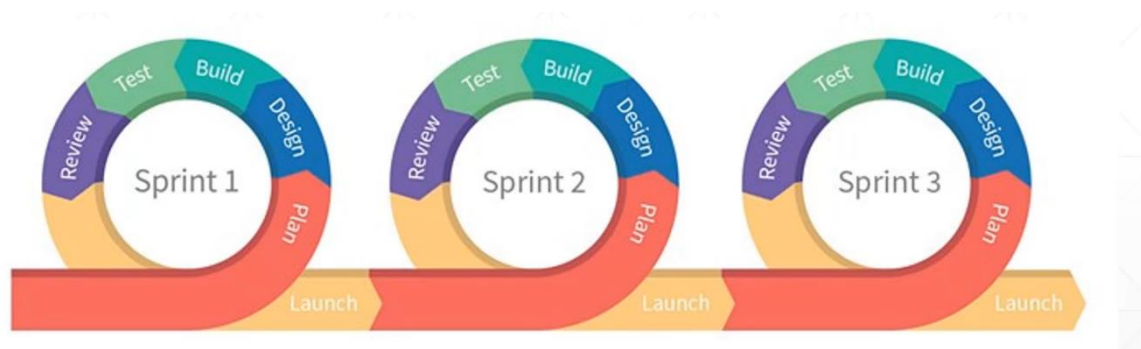 Test Build
Review Design
Sprint 1
Plan
Launch
Test Build
Review Design
Sprint 2
Plan
Launch
Test Build
Review Design
Sprint 3
Plan
Launch